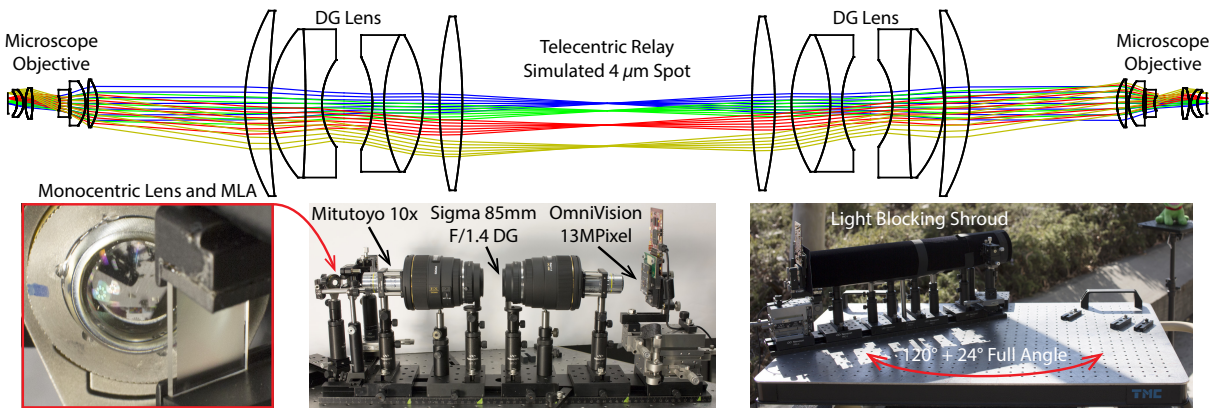 DG Lens
DG Lens
Microscope
Objective
Telecentric Relay
Simulated 4 µm Spot
Microscope
Objective
Monocentric Lens and MLA
Mitutoyo 10x
Sigma 85mm
F/1.4 DG
OmniVision
13MPixel
Light Blocking Shroud
120° + 24° Full Angle
TMC